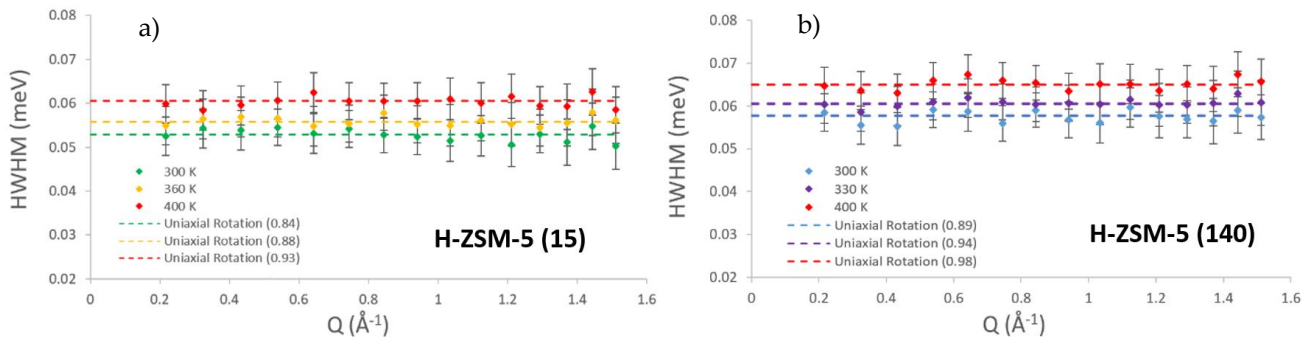 a)
HWHM (meV)
0.08
0.07
0.06
0.05
0.04
0.03
0.02
300 K
360 K
400 K
Uniaxial Rotation (0.84)
Uniaxial Rotation (0.88)
Uniaxial Rotation (0.93)
H-ZSM-5 (15)
0 0.2 0.4 0.6 0.8 1 1.2 1.4 1.6
Q (Å⁻¹)
b)
HWHM (meV)
0.08
0.07
0.06
0.05
0.04
0.03
0.02
300 K
330 K
400 K
Uniaxial Rotation (0.89)
Uniaxial Rotation (0.94)
Uniaxial Rotation (0.98)
H-ZSM-5 (140)
0 0.2 0.4 0.6 0.8 1 1.2 1.4 1.6
Q (Å⁻¹)